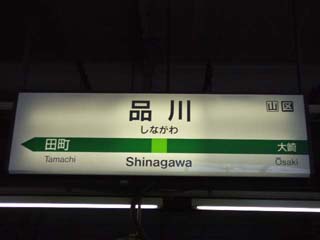 品川
山 区
しながわ
田町
大崎
Tamachi
Shinagawa
Ōsaki